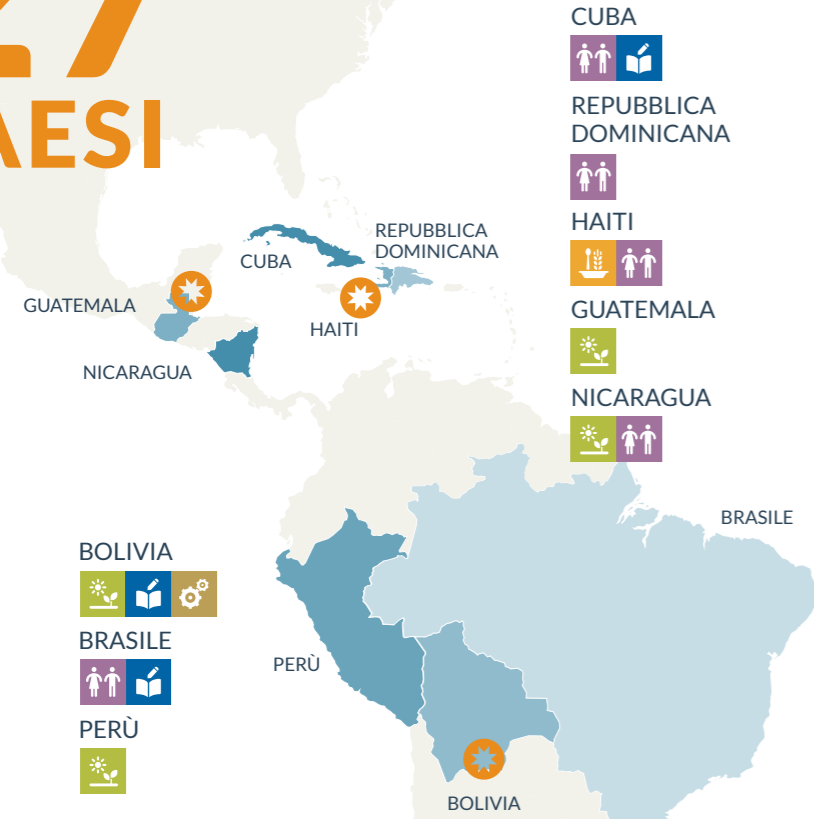 AESI
CUBA
REPUBBLICA
DOMINICANA
HAITI
GUATEMALA
NICARAGUA
REPUBBLICA
DOMINICANA
CUBA
GUATEMALA
HAITI
NICARAGUA
BRASILE
BOLIVIA
BRASILE
PERÙ
PERÙ
BOLIVIA